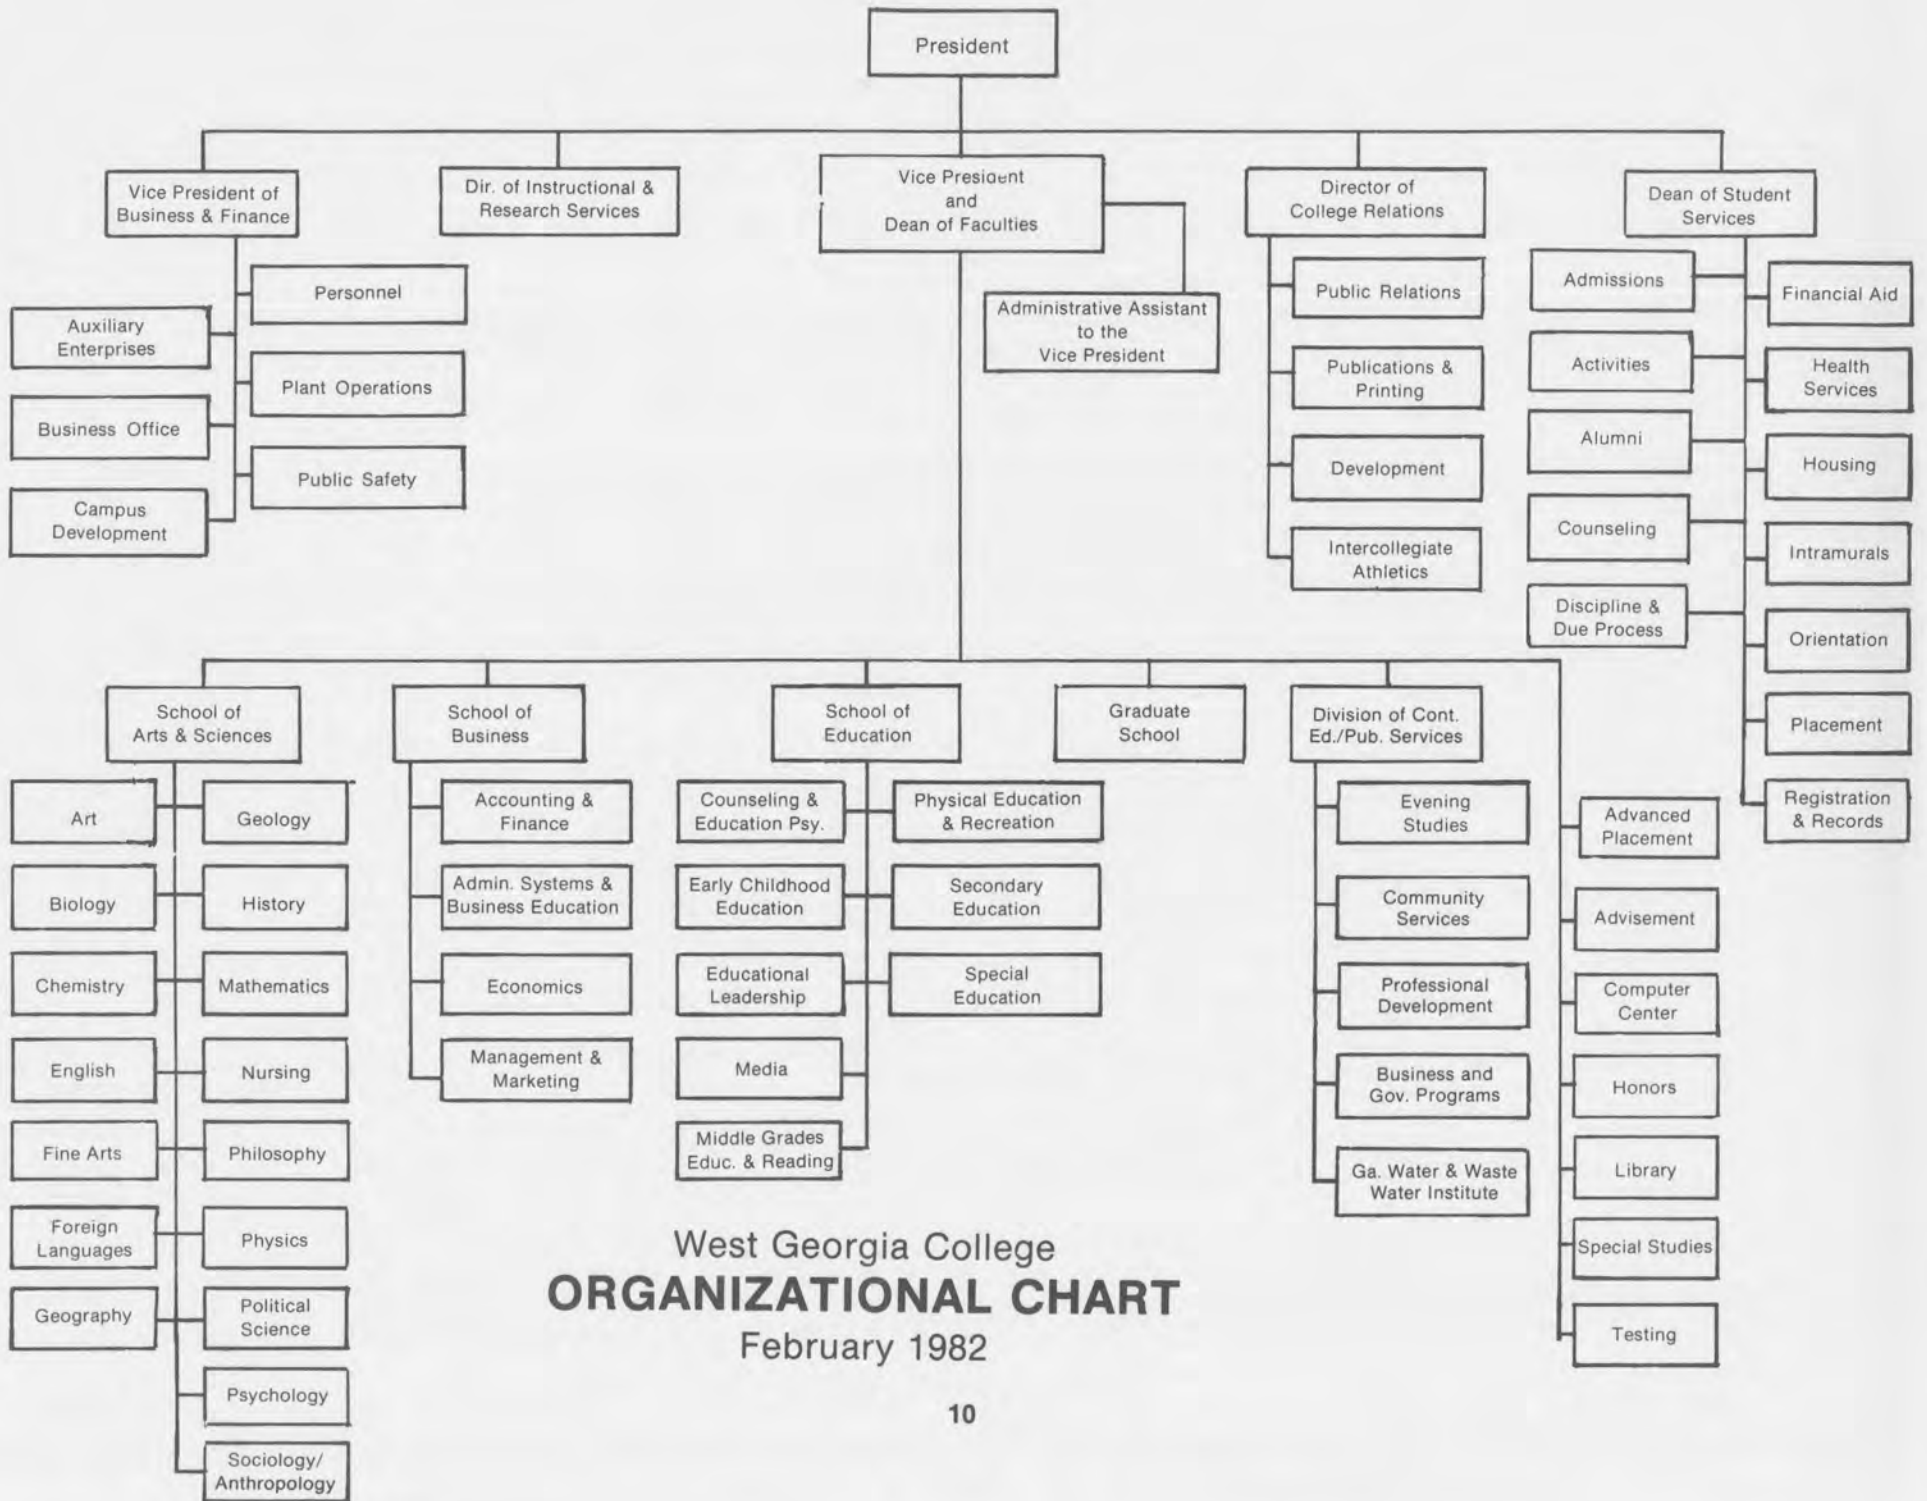 President
Vice President of
Business & Finance
Dir. of Instructional &
Research Services
Vice President
and
Dean of Faculties
Director of
College Relations
Dean of Student
Services
Personnel
Auxiliary
Enterprises
Plant Operations
Business Office
Public Safety
Campus
Development
Administrative Assistant
to the
Vice President
Public Relations
Publications &
Printing
Development
Intercollegiate
Athletics
Admissions
Financial Aid
Activities
Health
Services
Alumni
Housing
Counseling
Intramurals
Discipline &
Due Process
Orientation
Placement
Registration
& Records
School of
Arts & Sciences
School of
Business
School of
Education
Graduate
School
Division of Cont.
Ed./Pub. Services
Art
Geology
Biology
History
Chemistry
Mathematics
English
Nursing
Fine Arts
Philosophy
Foreign
Languages
Physics
Geography
Political
Science
Psychology
Sociology/
Anthropology
Accounting &
Finance
Admin. Systems &
Business Education
Economics
Management &
Marketing
Counseling &
Education Psy.
Physical Education
& Recreation
Early Childhood
Education
Secondary
Education
Educational
Leadership
Special
Education
Media
Middle Grades
Educ. & Reading
Evening
Studies
Community
Services
Professional
Development
Business and
Gov. Programs
Ga. Water & Waste
Water Institute
Advanced
Placement
Advisement
Computer
Center
Honors
Library
Special Studies
Testing
West Georgia College
ORGANIZATIONAL CHART
February 1982
10